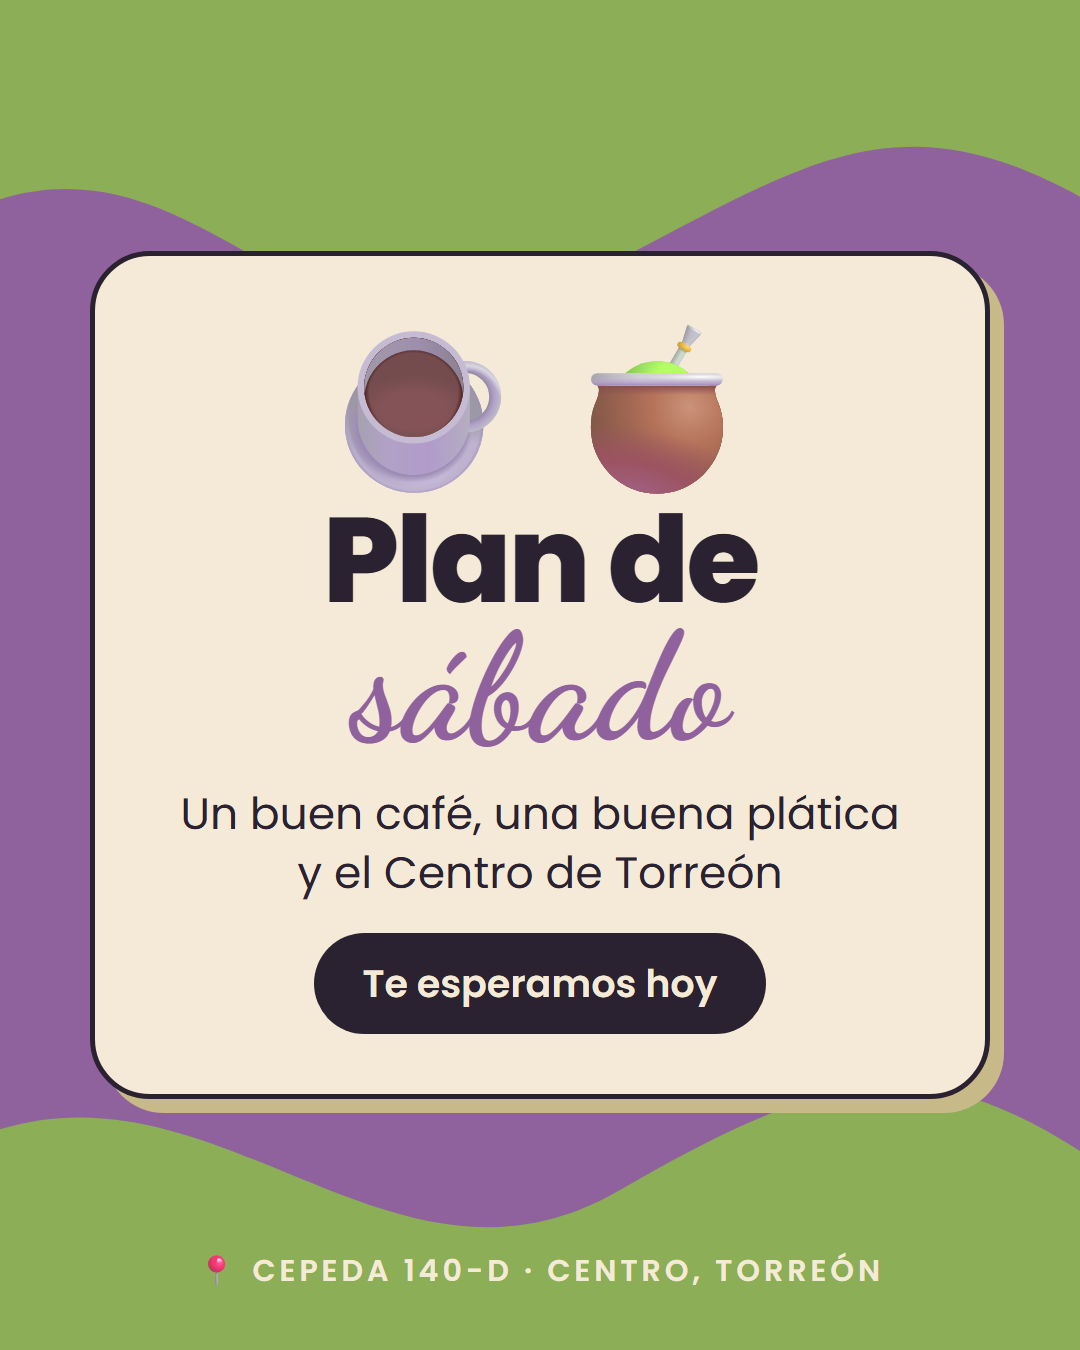 Plan de
sábado
Un buen café, una buena plática
y el Centro de Torreón
Te esperamos hoy
📍 CEPEDA 140-D · CENTRO, TORREÓN